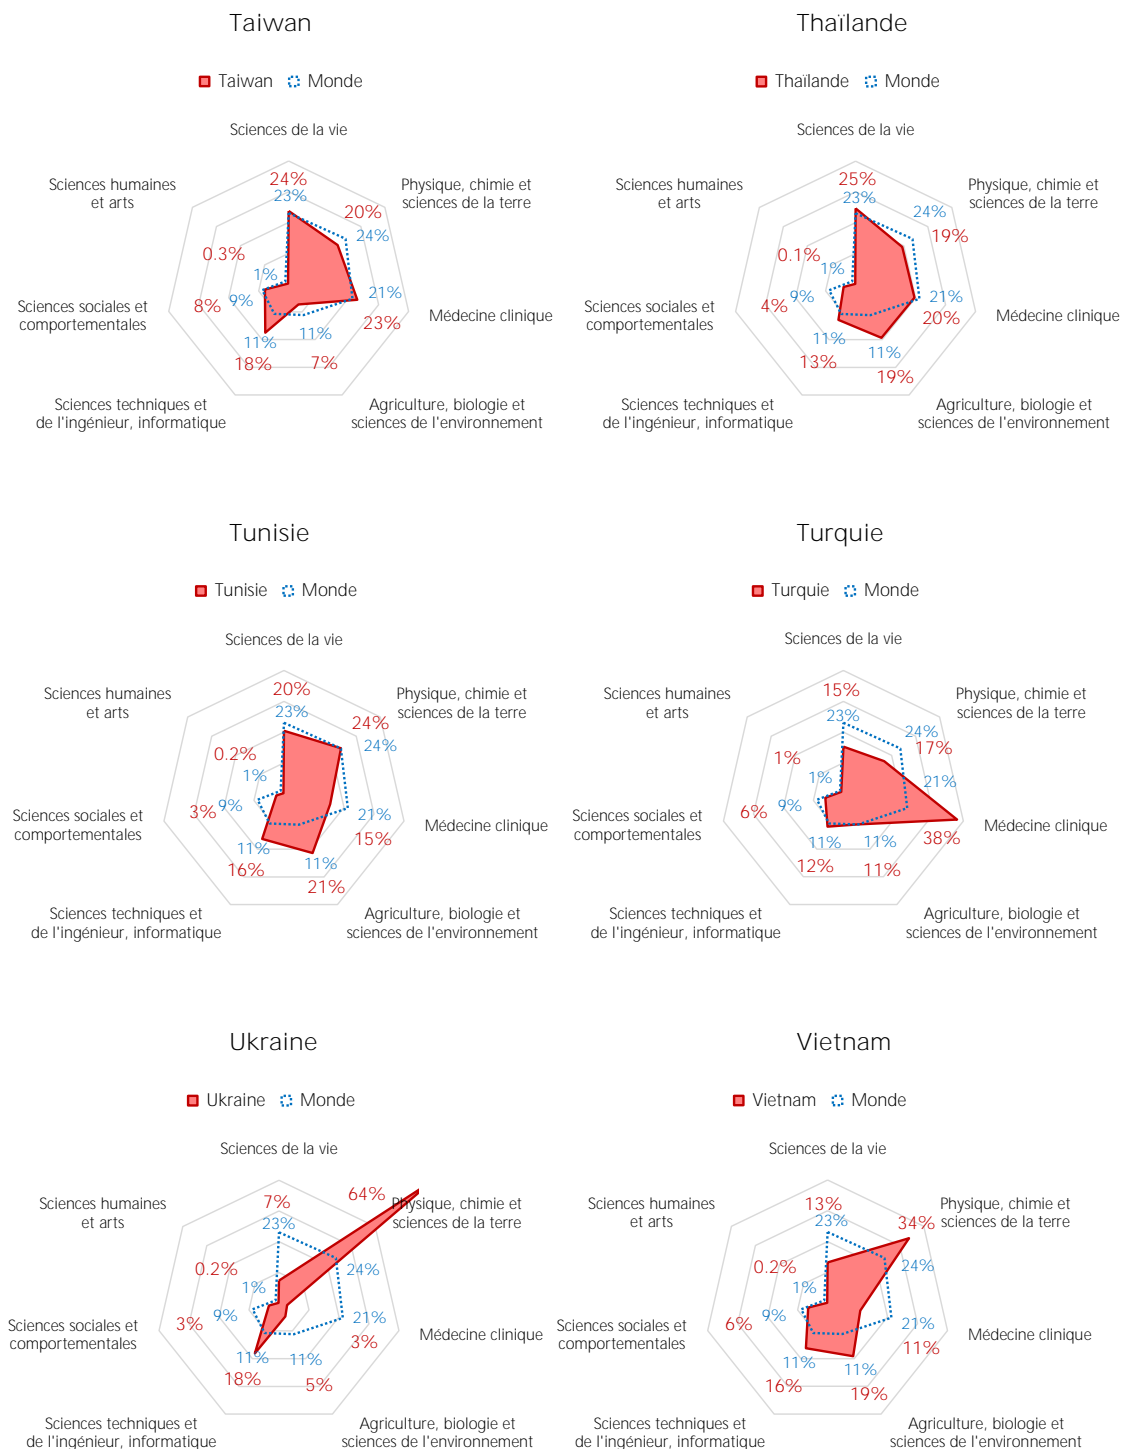 Taiwan
Taiwan Monde
Sciences de la vie
Sciences humaines
et arts
Physique, chimie et
sciences de la terre
24%
23%
20%
24%
0.3%
1%
21%
23%
8%
9%
Sciences sociales et
comportementales
Médecine clinique
11%
18%
11%
7%
Sciences techniques et
de l'ingénieur, informatique
Agriculture, biologie et
sciences de l'environnement
Thaïlande
Thaïlande Monde
Sciences de la vie
Sciences humaines
et arts
Physique, chimie et
sciences de la terre
25%
23%
24%
19%
0.1%
1%
21%
20%
4%
9%
Sciences sociales et
comportementales
Médecine clinique
11%
13%
11%
19%
Sciences techniques et
de l'ingénieur, informatique
Agriculture, biologie et
sciences de l'environnement
Tunisie
Tunisie Monde
Sciences de la vie
Sciences humaines
et arts
Physique, chimie et
sciences de la terre
20%
23%
24%
24%
0.2%
1%
21%
15%
3%
9%
Sciences sociales et
comportementales
Médecine clinique
11%
16%
11%
21%
Sciences techniques et
de l'ingénieur, informatique
Agriculture, biologie et
sciences de l'environnement
Turquie
Turquie Monde
Sciences de la vie
Sciences humaines
et arts
Physique, chimie et
sciences de la terre
15%
23%
24%
17%
1%
1%
21%
38%
6%
9%
Sciences sociales et
comportementales
Médecine clinique
11%
12%
11%
11%
Sciences techniques et
de l'ingénieur, informatique
Agriculture, biologie et
sciences de l'environnement
Ukraine
Ukraine Monde
Sciences de la vie
Sciences humaines
et arts
Physique, chimie et
sciences de la terre
7%
23%
64%
24%
0.2%
1%
21%
3%
3%
9%
Sciences sociales et
comportementales
Médecine clinique
11%
18%
11%
5%
Sciences techniques et
de l'ingénieur, informatique
Agriculture, biologie et
sciences de l'environnement
Vietnam
Vietnam Monde
Sciences de la vie
Sciences humaines
et arts
Physique, chimie et
sciences de la terre
13%
23%
34%
24%
0.2%
1%
21%
11%
6%
9%
Sciences sociales et
comportementales
Médecine clinique
11%
16%
11%
19%
Sciences techniques et
de l'ingénieur, informatique
Agriculture, biologie et
sciences de l'environnement